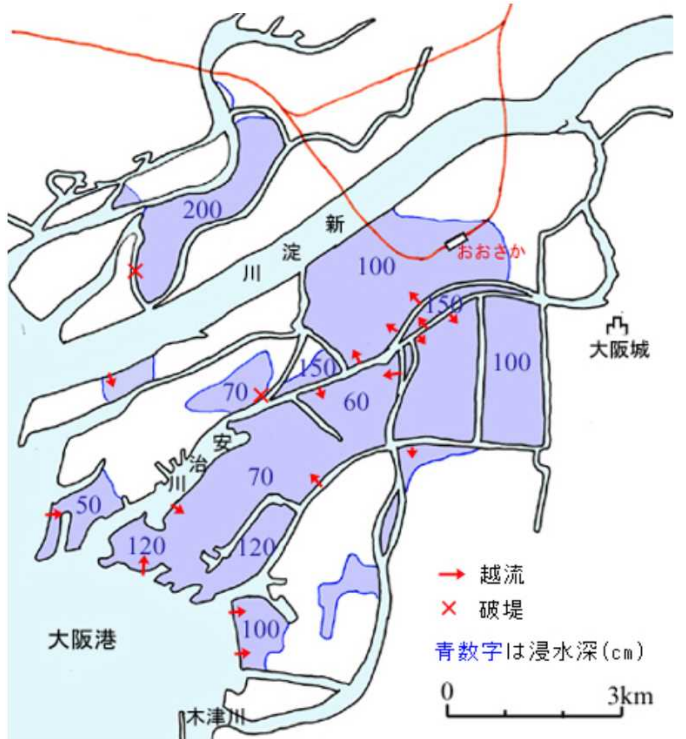 200
新
淀
川
100
おおさか
150
大阪城
100
150
70
60
安
治
川
70
50
120
120
100
大阪港
木津川
→ 越流
× 破堤
青数字は浸水深(cm)
0 3km